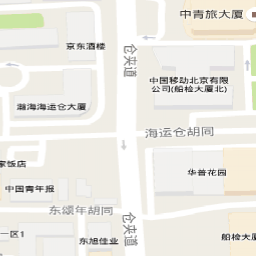 中青旅大厦
京东酒楼
仓夹道
中国移动北京有限
公司(船检大厦北)
瀚海海运仓大厦
海运仓胡同
家饭店
华普花园
中国青年报
东颂年胡同
仓夹道
一区1
东旭佳业
船检大厦